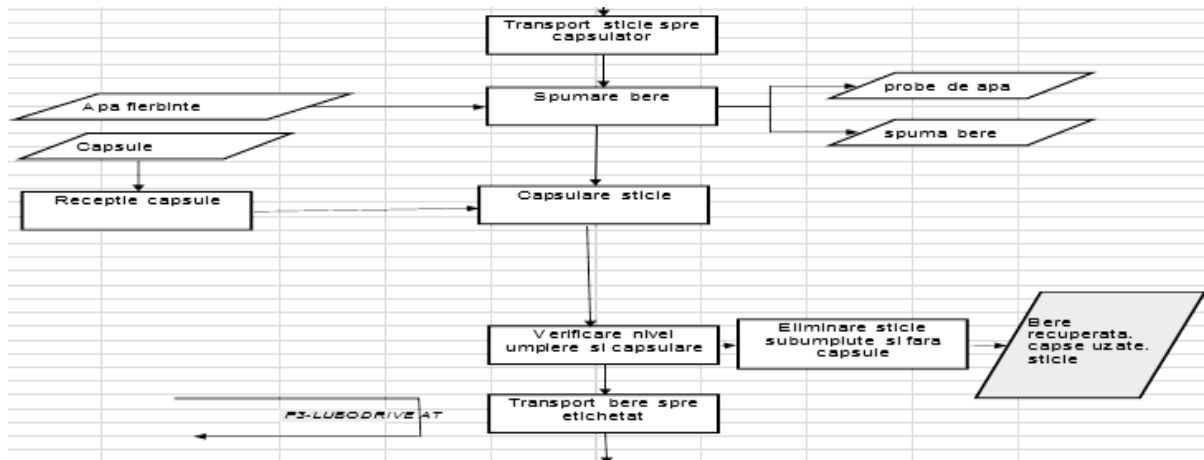 Transport sticle spre
capsulator
Apa fierbinte
Spumare bere
probe de apa
Capsule
spuma bere
Receptie capsule
Capsulare sticle
Verificare nivel
umplere si capsulare
Eliminare sticle
subumplute si fara
capsule
Bere
recuperata,
capse uzate,
sticle
Transport bere spre
etichetat
P3-LUBODRIVE AT